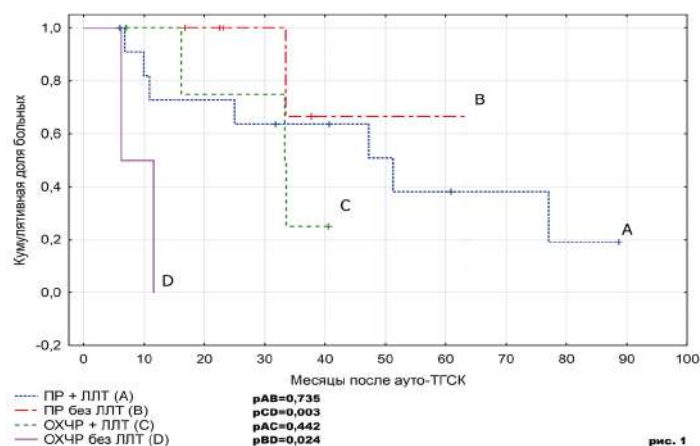 Кумулятивная доля больных
1,0
0,8
0,6
0,4
0,2
0,0
-0,2
B
C
A
D
0 10 20 30 40 50 60 70 80 90 100
Месяцы после ауто-ТГСК
ПР + ЛЛТ (A) pAB=0,735
ПР без ЛЛТ (B) pCD=0,003
ОХЧР + ЛЛТ (C) pAC=0,442
ОХЧР без ЛЛТ (D) pBD=0,024
рис. 1